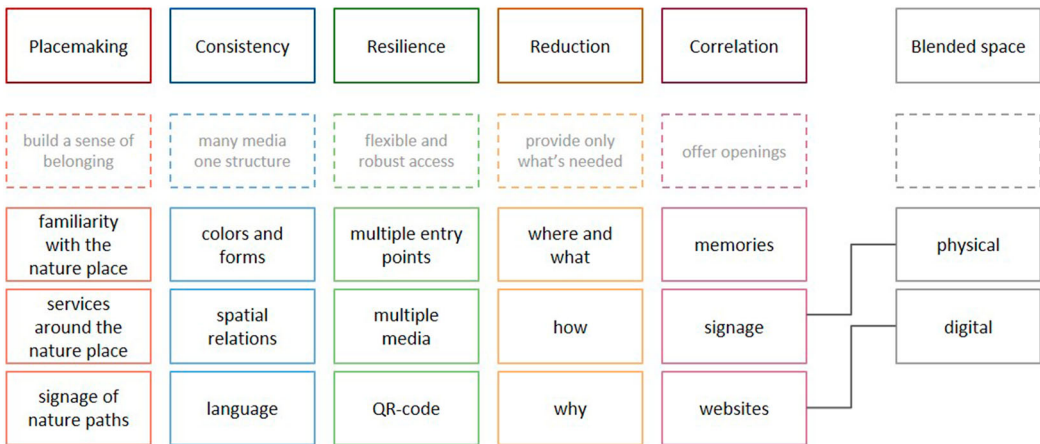 Placemaking
Consistency
Resilience
Reduction
Correlation
Blended space
build a sense of
belonging
many media
one structure
flexible and
robust access
provide only
what's needed
offer openings
familiarity
with the
nature place
colors and
forms
multiple entry
points
where and
what
memories
physical
services
around the
nature place
spatial
relations
multiple
media
how
signage
digital
signage of
nature paths
language
QR-code
why
websites